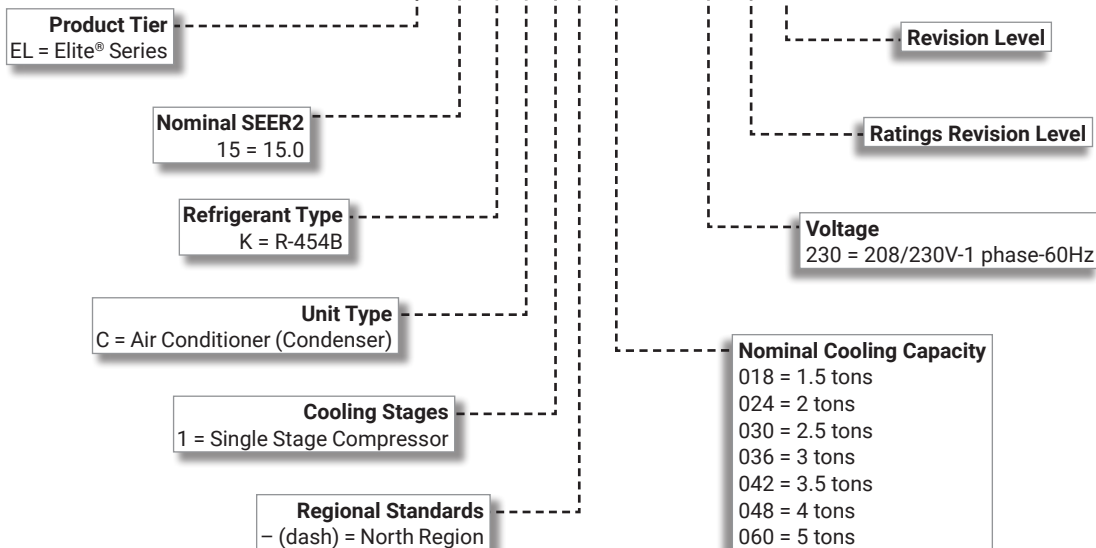 Product Tier
EL = Elite® Series
Revision Level
Nominal SEER2
15 = 15.0
Ratings Revision Level
Refrigerant Type
K = R-454B
Voltage
230 = 208/230V-1 phase-60Hz
Unit Type
C = Air Conditioner (Condenser)
Nominal Cooling Capacity
018 = 1.5 tons
024 = 2 tons
030 = 2.5 tons
036 = 3 tons
042 = 3.5 tons
048 = 4 tons
060 = 5 tons
Cooling Stages
1 = Single Stage Compressor
Regional Standards
– (dash) = North Region